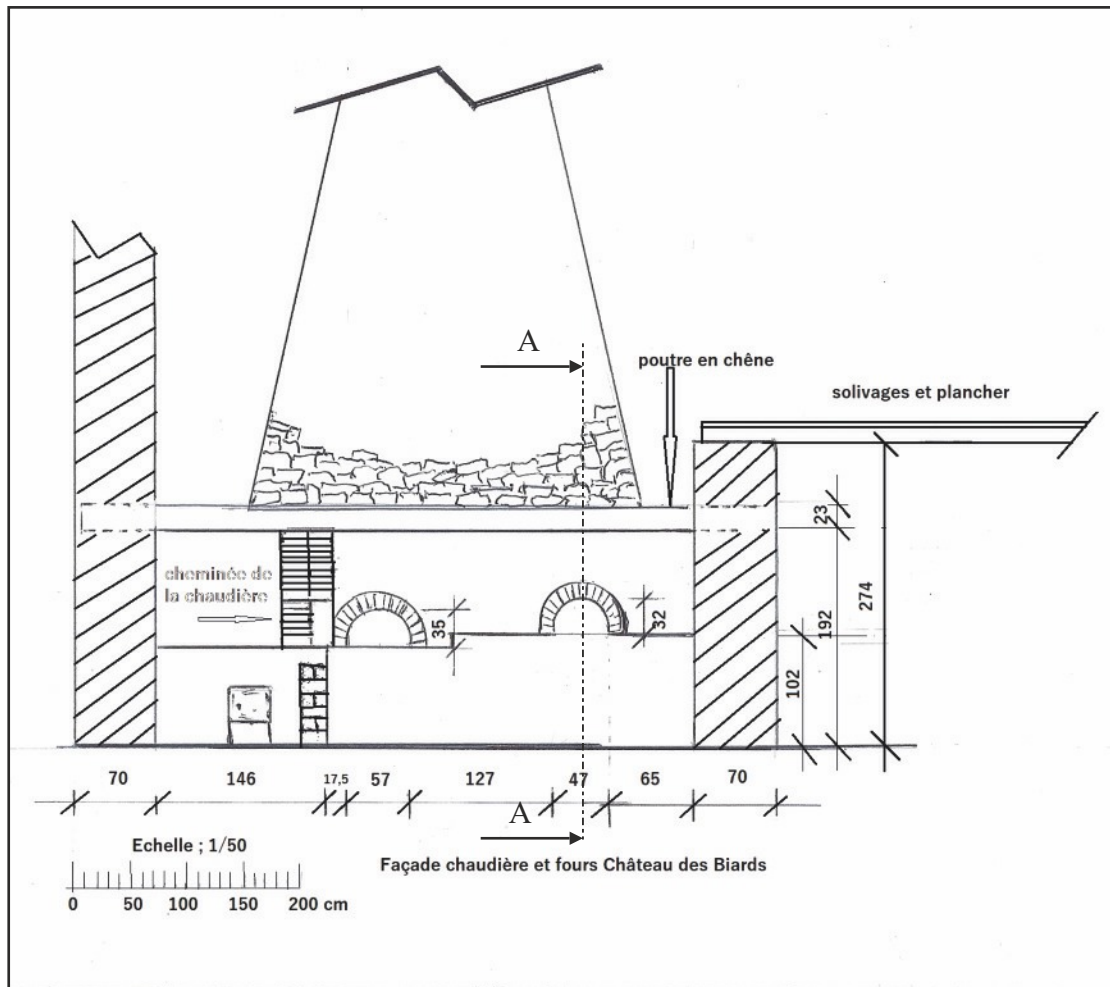 A
poutre en chêne
solivages et plancher
23
cheminée de
la chaudière
35
32
102
192
274
70
146
17,5
57
127
47
65
70
A
Echelle ; 1/50
Façade chaudière et fours Château des Biards
0
50
100
150
200 cm